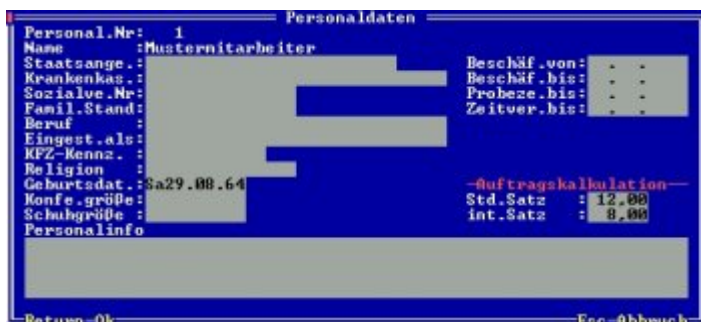 Personaldaten
Personal.Nr: 1
Name :Mustermitarbeiter
Staatsange.: Beschäf.von: . .
Krankenkas.: Beschäf.bis: . .
Sozialve.Nr: Probeze.bis: . .
Famil.Stand: Zeitver.bis: . .
Beruf :
Eingest.als:
KFZ-Kennz. :
Religion :
Geburtsdat.:Sa29.08.64 Auftragskalkulation
Konfe.größe: Std.Satz : 12,00
Schuhgröße : int.Satz : 8,00
Personalinfo
Return-Ok Esc-Abbruch